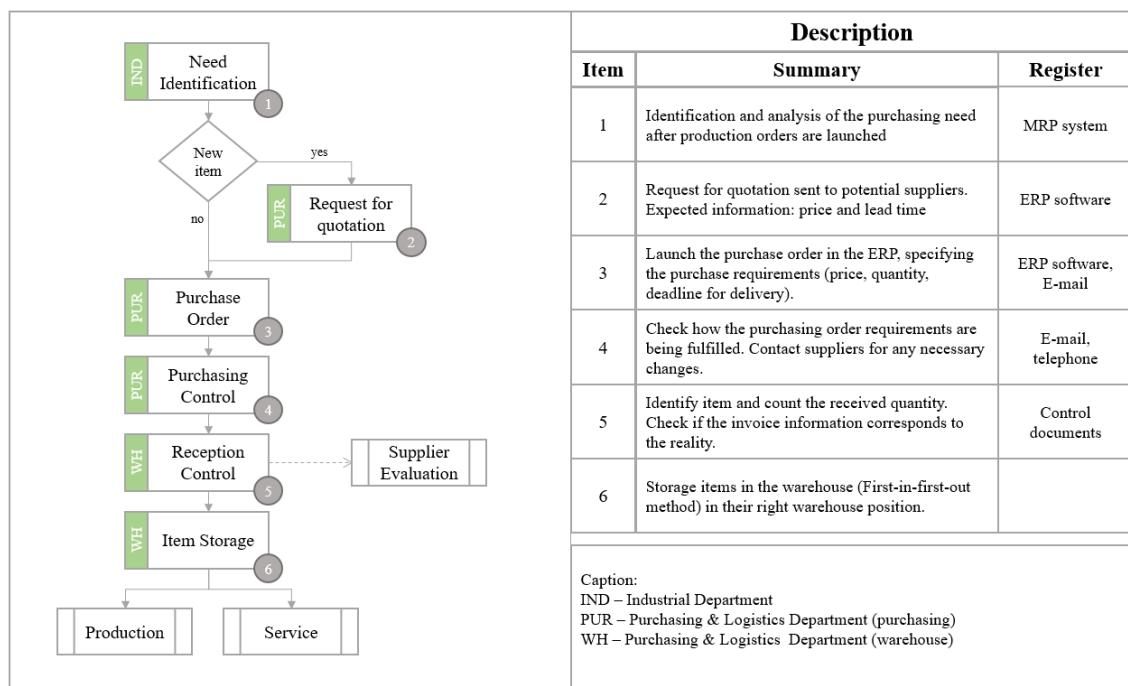 IND
Need
Identification
1
New
item
yes
no
PUR
Request for
quotation
2
PUR
Purchase
Order
3
PUR
Purchasing
Control
4
WH
Reception
Control
5
Supplier
Evaluation
WH
Item Storage
6
Production
Service
Description
Item
Summary
Register
1
Identification and analysis of the purchasing need
after production orders are launched
MRP system
2
Request for quotation sent to potential suppliers.
Expected information: price and lead time
ERP software
3
Launch the purchase order in the ERP, specifying
the purchase requirements (price, quantity,
deadline for delivery).
ERP software,
E-mail
4
Check how the purchasing order requirements are
being fulfilled. Contact suppliers for any necessary
changes.
E-mail,
telephone
5
Identify item and count the received quantity.
Check if the invoice information corresponds to
the reality.
Control
documents
6
Storage items in the warehouse (First-in-first-out
method) in their right warehouse position.
Caption:
IND – Industrial Department
PUR – Purchasing & Logistics Department (purchasing)
WH – Purchasing & Logistics Department (warehouse)